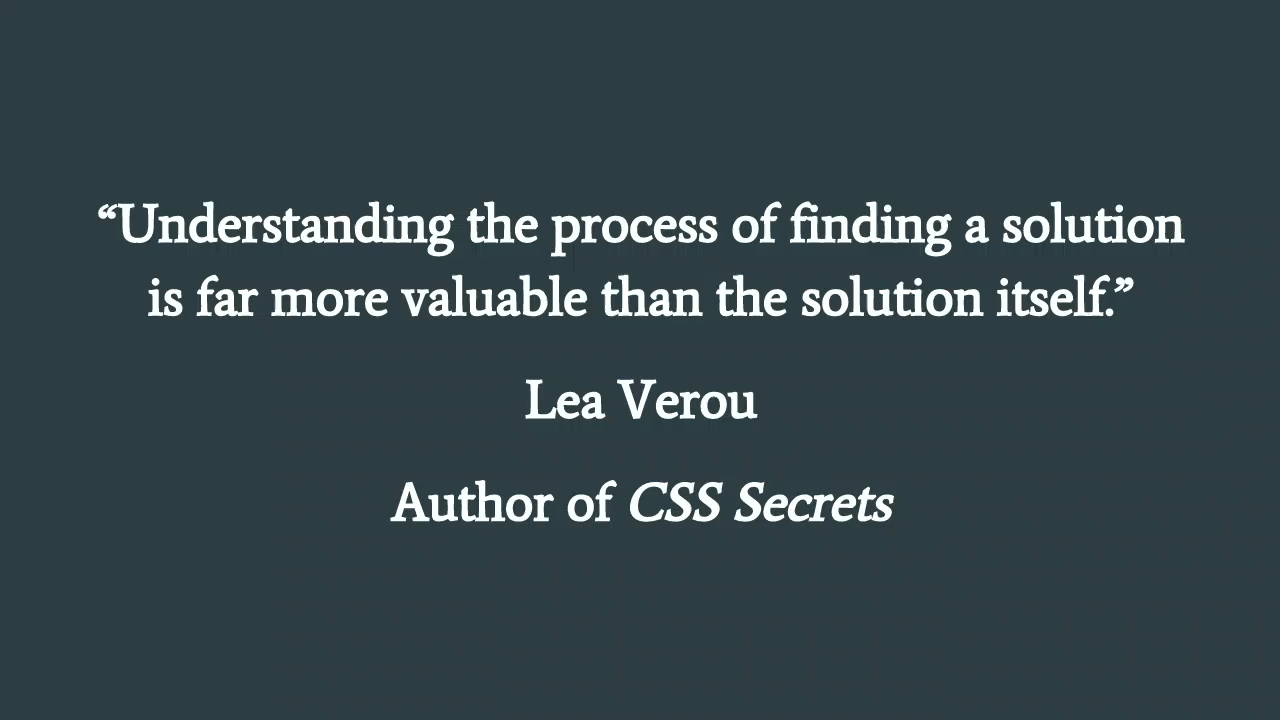 “Understanding the process of finding a solution
is far more valuable than the solution itself.”
Lea Verou
Author of CSS Secrets